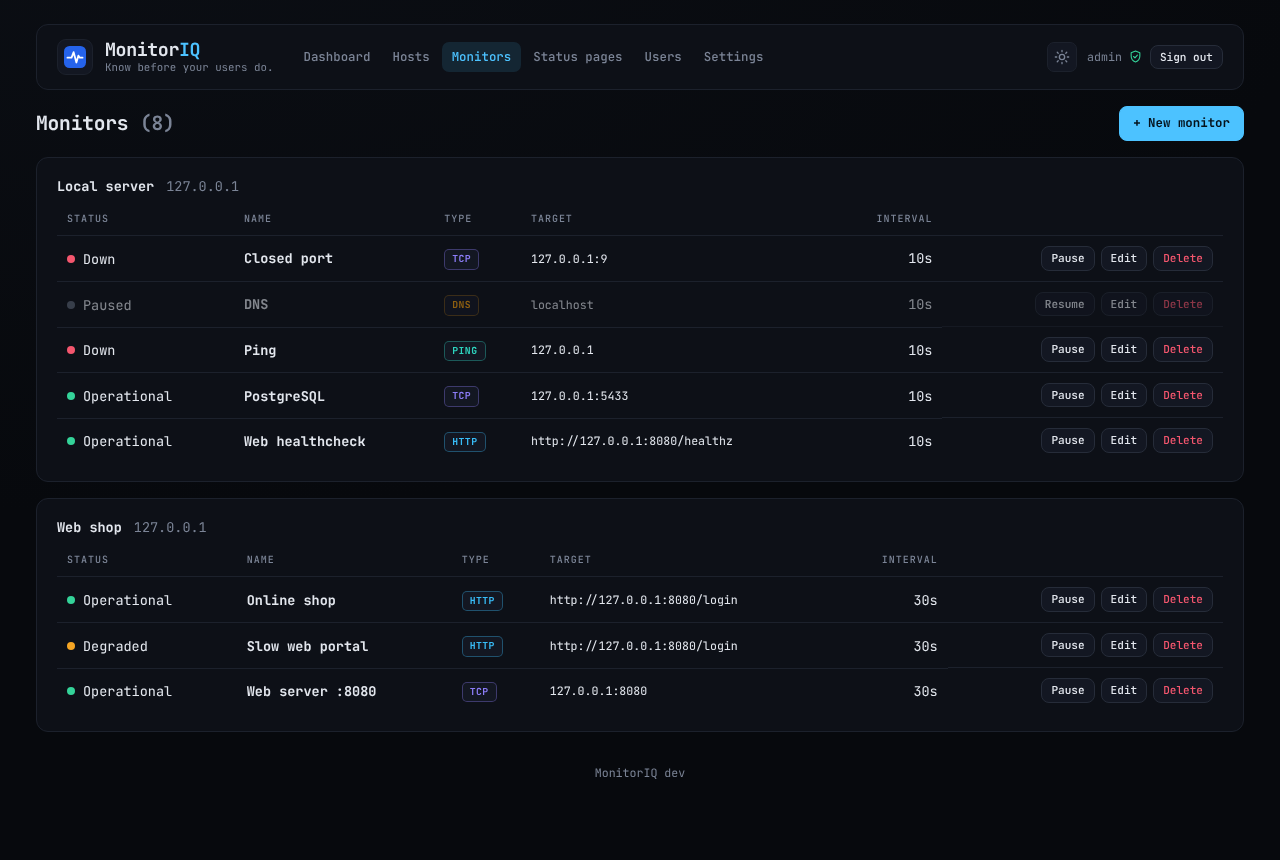 MonitorIQ
Know before your users do.
Dashboard Hosts Monitors Status pages Users Settings
admin Sign out
Monitors (8)
+ New monitor
Local server 127.0.0.1
STATUS NAME TYPE TARGET INTERVAL
Down Closed port TCP 127.0.0.1:9 10s Pause Edit Delete
Paused DNS DNS localhost 10s Resume Edit Delete
Down Ping PING 127.0.0.1 10s Pause Edit Delete
Operational PostgreSQL TCP 127.0.0.1:5433 10s Pause Edit Delete
Operational Web healthcheck HTTP http://127.0.0.1:8080/healthz 10s Pause Edit Delete
Web shop 127.0.0.1
STATUS NAME TYPE TARGET INTERVAL
Operational Online shop HTTP http://127.0.0.1:8080/login 30s Pause Edit Delete
Degraded Slow web portal HTTP http://127.0.0.1:8080/login 30s Pause Edit Delete
Operational Web server :8080 TCP 127.0.0.1:8080 30s Pause Edit Delete
MonitorIQ dev